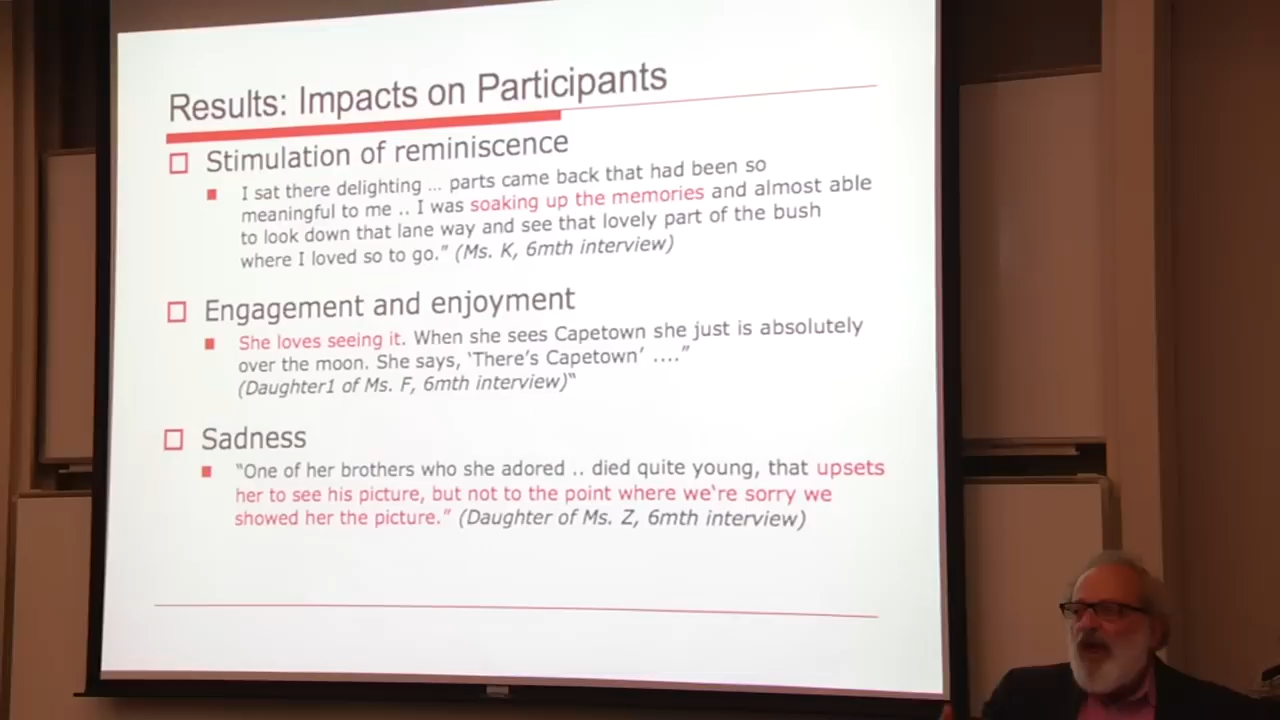 Results: Impacts on Participants
Stimulation of reminiscence
I sat there delighting ... parts came back that had been so
meaningful to me .. I was soaking up the memories and almost able
to look down that lane way and see that lovely part of the bush
where I loved so to go." (Ms. K, 6mth interview)
Engagement and enjoyment
She loves seeing it. When she sees Capetown she just is absolutely
over the moon. She says, ‘There's Capetown’ ...."
(Daughter1 of Ms. F, 6mth interview)"
Sadness
"One of her brothers who she adored .. died quite young, that upsets
her to see his picture, but not to the point where we're sorry we
showed her the picture." (Daughter of Ms. Z, 6mth interview)